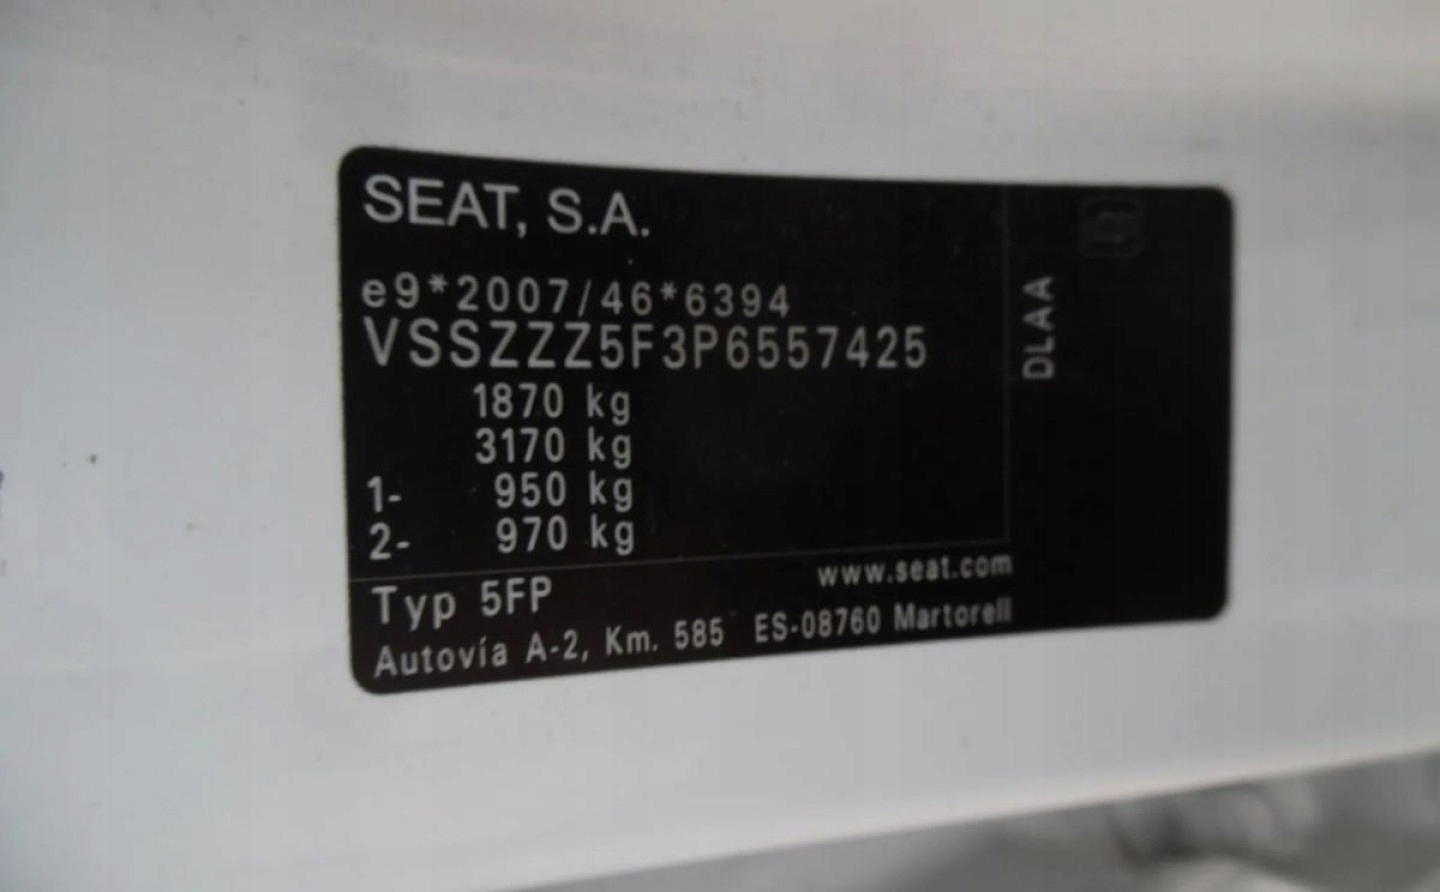 SEAT, S.A.
e9*2007/46*6394
VSSZZZ5F3P6557425
1870 kg
3170 kg
1- 950 kg
2- 970 kg
Typ 5FP
www.seat.com
Autovía A-2, Km. 585 ES-08760 Martorell
DLAA